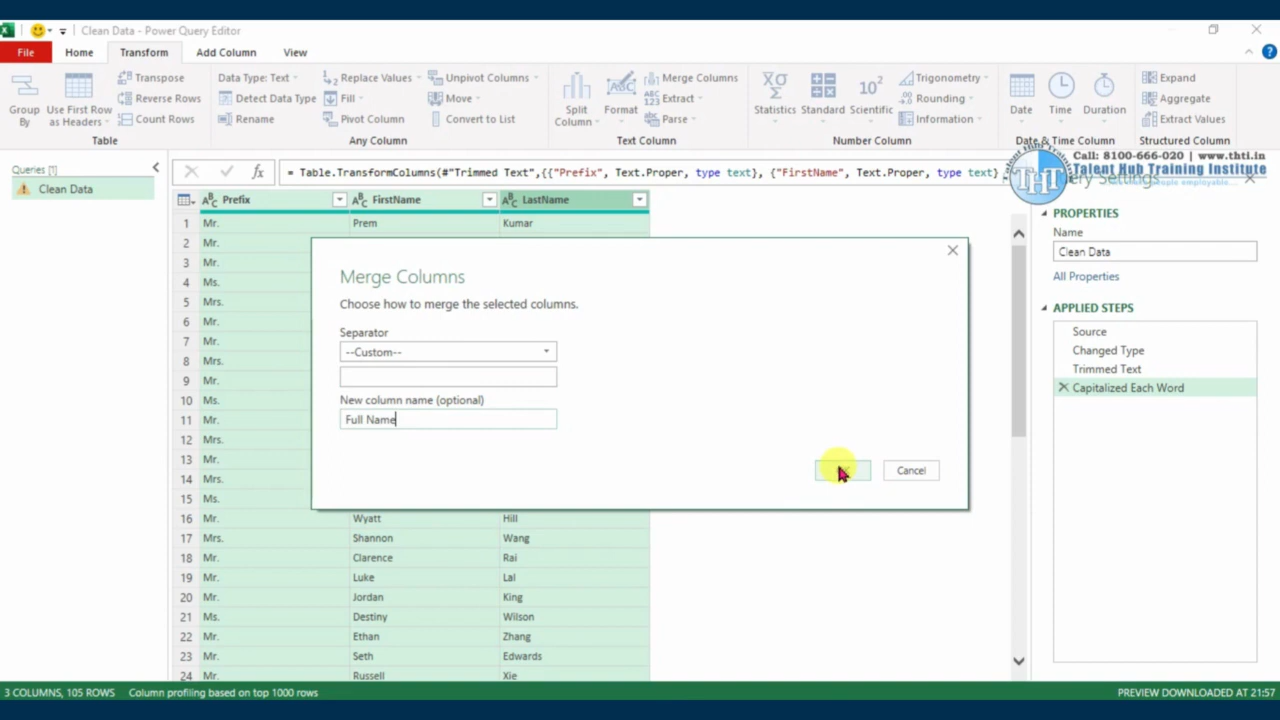 Clean Data - Power Query Editor
File Home Transform Add Column View
Group By
Use First Row as Headers
Transpose
Reverse Rows
Count Rows
Table
Data Type: Text
Detect Data Type
Rename
Replace Values
Fill
Pivot Column
Unpivot Columns
Move
Convert to List
Any Column
Split Column
Format
ABC Merge Columns
ABC 123 Extract
abc Parse
Text Column
Statistics
Standard
10² Scientific
Trigonometry
Rounding
Information
Number Column
Date
Time
Duration
Date & Time Column
Expand
Aggregate
Extract Values
Structured Column
Call: 8100-666-020 | www.thti.in
Talent Hub Training Institute
THT
Queries [1]
Clean Data
fx = Table.TransformColumns(#"Trimmed Text",{{"Prefix", Text.Proper, type text}, {"FirstName", Text.Proper, type text}
Prefix FirstName LastName
1 Mr. Prem Kumar
2 Mr.
3 Mr.
4 Ms.
5 Mrs.
6 Mr.
7 Mr.
8 Mrs.
9 Mr.
10 Ms.
11 Mr.
12 Mrs.
13 Mr.
14 Mrs.
15 Ms.
16 Mr. Wyatt Hill
17 Mrs. Shannon Wang
18 Mr. Clarence Rai
19 Mr. Luke Lal
20 Mr. Jordan King
21 Ms. Destiny Wilson
22 Mr. Ethan Zhang
23 Mr. Seth Edwards
24 Mr. Russell Xie
Merge Columns
Choose how to merge the selected columns.
Separator
--Custom--
New column name (optional)
Full Name
Cancel
PROPERTIES
Name
Clean Data
All Properties
APPLIED STEPS
Source
Changed Type
Trimmed Text
Capitalized Each Word
3 COLUMNS, 105 ROWS Column profiling based on top 1000 rows
PREVIEW DOWNLOADED AT 21:57